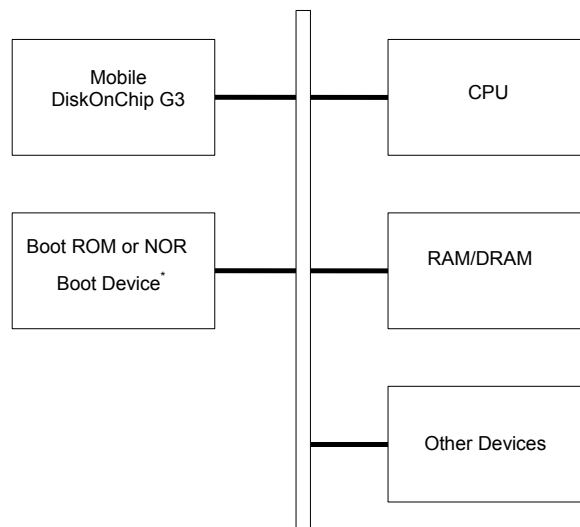 Mobile
DiskOnChip G3
CPU
Boot ROM or NOR
Boot Device*
RAM/DRAM
Other Devices